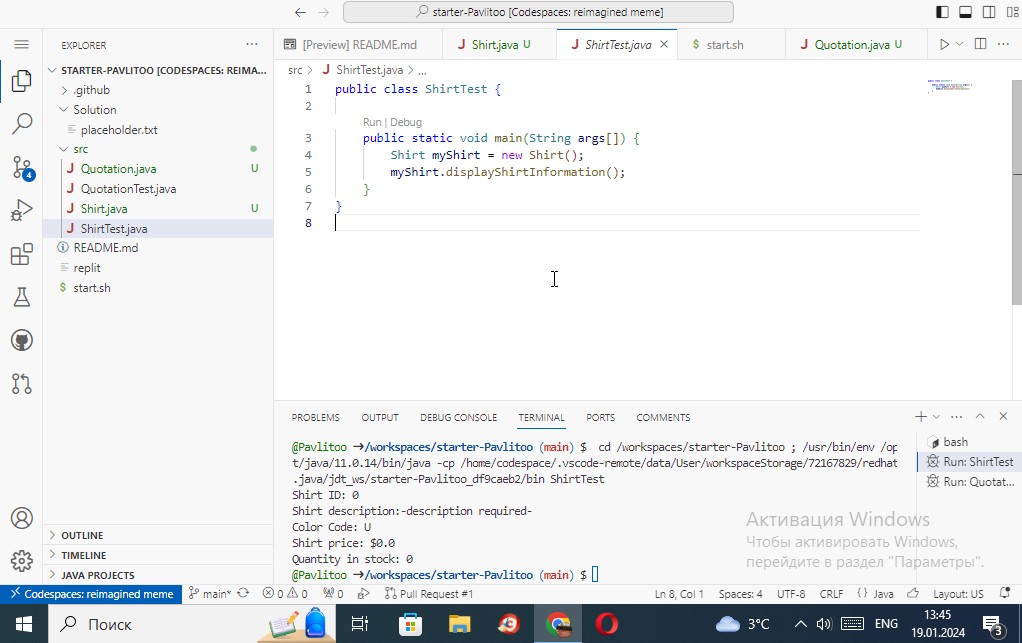 starter-Pavlitoo [Codespaces: reimagined meme]
EXPLORER
[Preview] README.md
Shirt.java U
ShirtTest.java
start.sh
Quotation.java U
STARTER-PAVLITOO [CODESPACES: REIMA...
.github
Solution
placeholder.txt
src
Quotation.java U
QuotationTest.java
Shirt.java U
ShirtTest.java
README.md
replit
$ start.sh
src > J ShirtTest.java > ...
1 public class ShirtTest {
2
Run | Debug
3 public static void main(String args[]) {
4 Shirt myShirt = new Shirt();
5 myShirt.displayShirtInformation();
6 }
7 }
8
PROBLEMS OUTPUT DEBUG CONSOLE TERMINAL PORTS COMMENTS
@Pavlitoo ➜/workspaces/starter-Pavlitoo (main) $ cd /workspaces/starter-Pavlitoo ; /usr/bin/env /op
t/java/11.0.14/bin/java -cp /home/codespace/.vscode-remote/data/User/workspaceStorage/72167829/redhat
.java/jdt_ws/starter-Pavlitoo_df9caeb2/bin ShirtTest
Shirt ID: 0
Shirt description:-description required-
Color Code: U
Shirt price: $0.0
Quantity in stock: 0
@Pavlitoo ➜/workspaces/starter-Pavlitoo (main) $
bash
Run: ShirtTest
Run: Quotat...
Активация Windows
Чтобы активировать Windows,
перейдите в раздел "Параметры".
4
OUTLINE
TIMELINE
JAVA PROJECTS
Codespaces: reimagined meme main* 0 0 0 Pull Request #1 Ln 8, Col 1 Spaces: 4 UTF-8 CRLF {} Java Layout: US
Поиск
3°C
ENG
13:45
19.01.2024
3